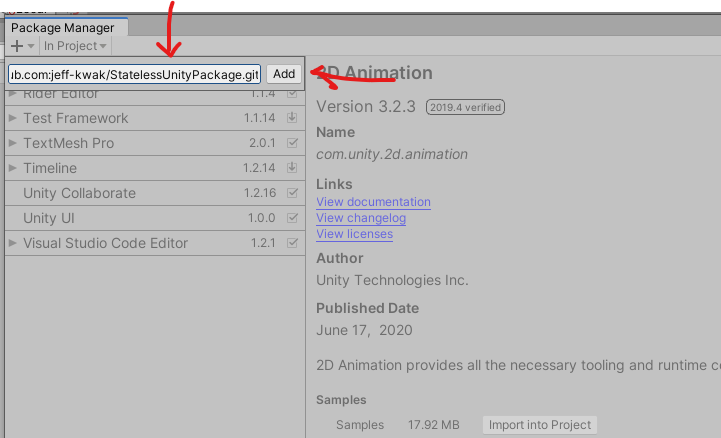 Package Manager
In Project
ub.com:jeff-kwak/StatelessUnityPackage.git
Add
Rider Editor 1.1.4
Test Framework 1.1.14
TextMesh Pro 2.0.1
Timeline 1.2.14
Unity Collaborate 1.2.16
Unity UI 1.0.0
Visual Studio Code Editor 1.2.1
2D Animation
Version 3.2.3 2019.4 verified
Name
com.unity.2d.animation
Links
View documentation
View changelog
View licenses
Author
Unity Technologies Inc.
Published Date
June 17, 2020
2D Animation provides all the necessary tooling and runtime c
Samples
Samples 17.92 MB Import into Project